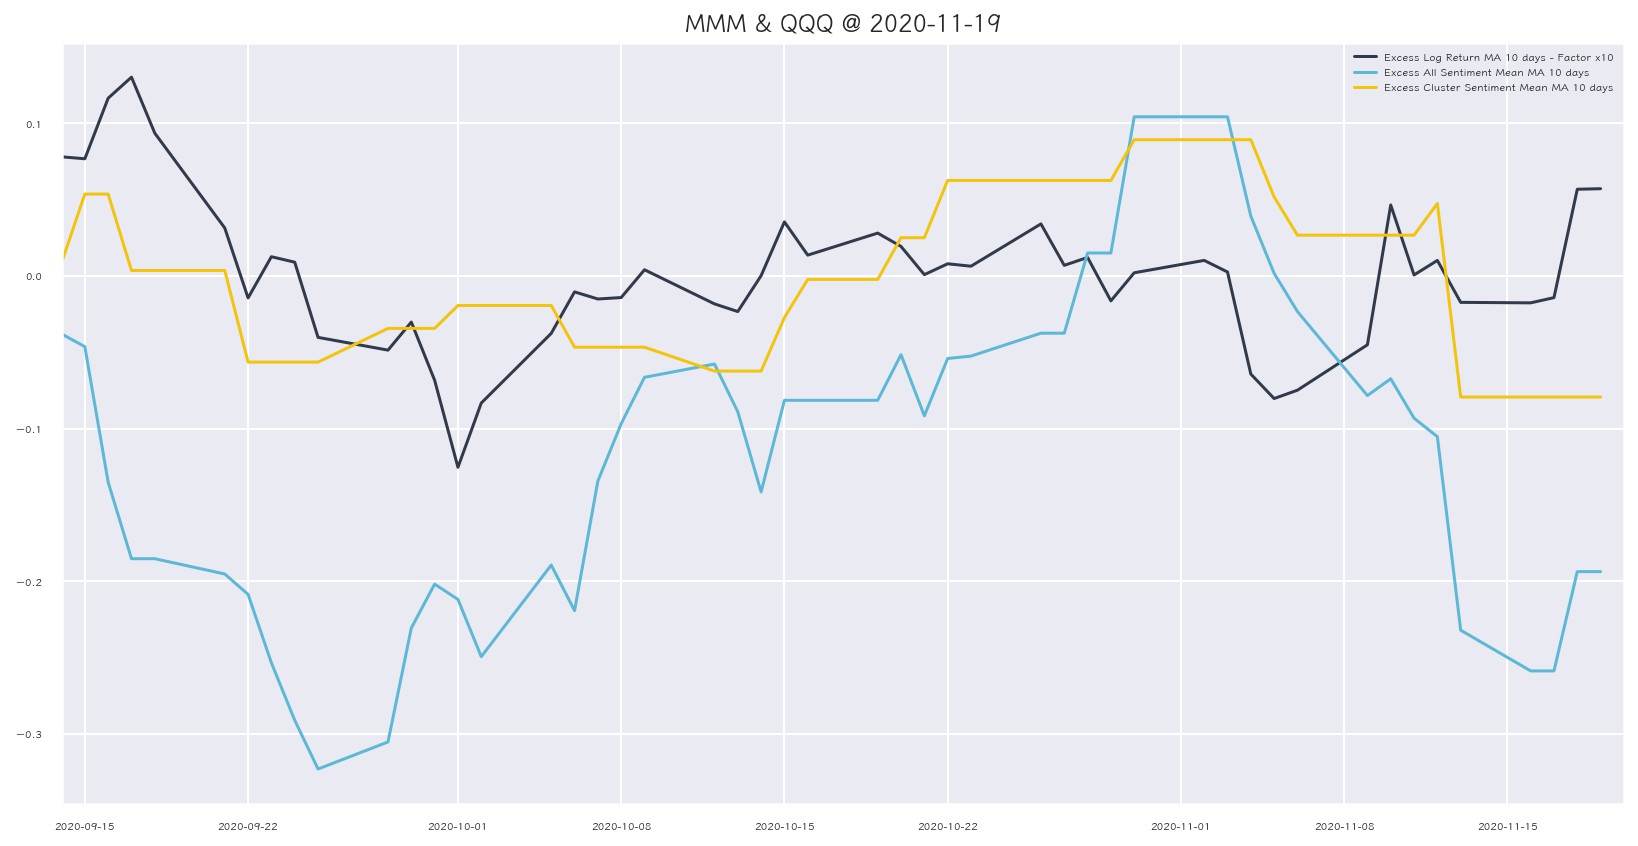 MMM & QQQ @ 2020-11-19
Excess Log Return MA 10 days - Factor x10
Excess All Sentiment Mean MA 10 days
Excess Cluster Sentiment Mean MA 10 days
0.1
0.0
−0.1
−0.2
−0.3
2020-09-15 2020-09-22 2020-10-01 2020-10-08 2020-10-15 2020-10-22 2020-11-01 2020-11-08 2020-11-15